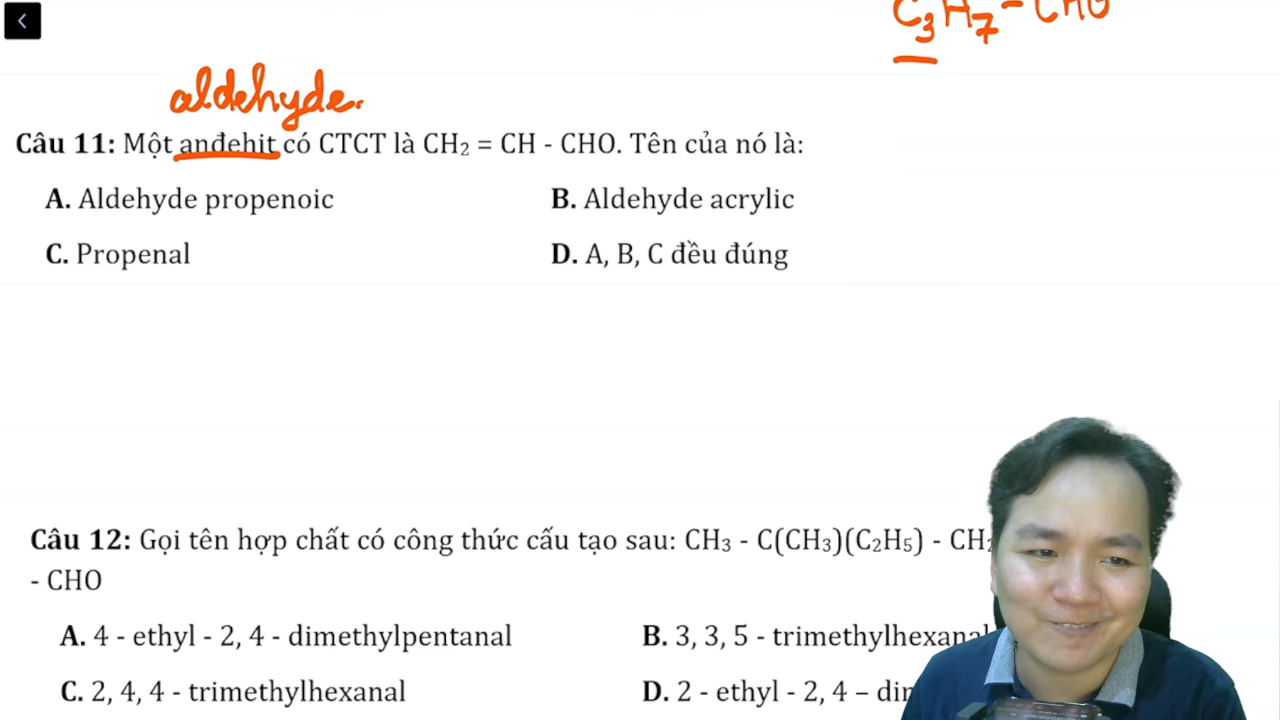 C3H7 - CHO
aldehyde.
Câu 11: Một anđehit có CTCT là CH₂ = CH - CHO. Tên của nó là:
A. Aldehyde propenoic B. Aldehyde acrylic
C. Propenal D. A, B, C đều đúng
Câu 12: Gọi tên hợp chất có công thức cấu tạo sau: CH₃ - C(CH₃)(C₂H₅) - CH₂
- CHO
A. 4 - ethyl - 2, 4 - dimethylpentanal B. 3, 3, 5 - trimethylhexanal
C. 2, 4, 4 - trimethylhexanal D. 2 - ethyl - 2, 4 –